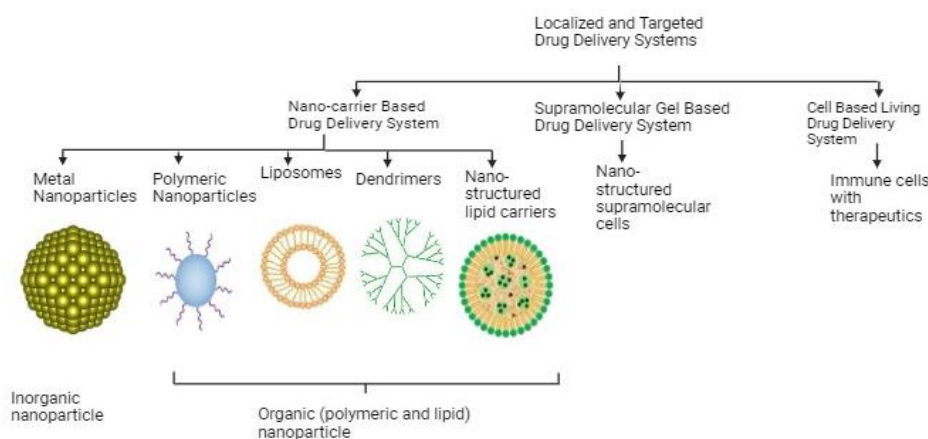 Localized and Targeted
Drug Delivery Systems
Nano-carrier Based
Drug Delivery System
Supramolecular Gel Based
Drug Delivery System
Cell Based Living
Drug Delivery
System
Metal
Nanoparticles
Polymeric
Nanoparticles
Liposomes
Dendrimers
Nano-
structured
lipid carriers
Nano-
structured
supramolecular
cells
Immune cells
with
therapeutics
Inorganic
nanoparticle
Organic (polymeric and lipid)
nanoparticle